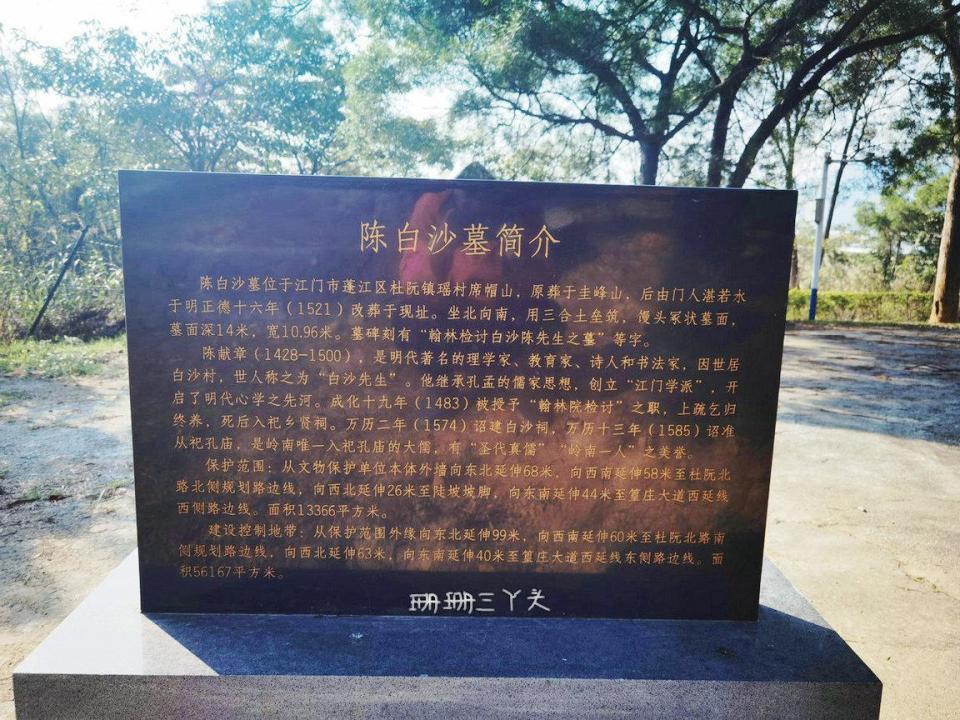 陈白沙墓简介
陈白沙墓位于江门市蓬江区杜阮镇瑶村席帽山，原葬于圭峰山，后由门人湛若水
于明正德十六年（1521）改葬于现址。坐北向南，用三合土垒筑，馒头冢状墓面，
墓面深14米，宽10.96米。墓碑刻有“翰林检讨白沙陈先生之墓”等字。
陈献章（1428-1500），是明代著名的理学家、教育家、诗人和书法家，因世居
白沙村，世人称之为“白沙先生”。他继承孔孟的儒家思想，创立“江门学派”，开
启了明代心学之先河。成化十九年（1483）被授予“翰林院检讨”之职，上疏乞归
终养，死后入祀乡贤祠。万历二年（1574）诏建白沙祠，万历十三年（1585）诏准
从祀孔庙，是岭南唯一入祀孔庙的大儒，有“圣代真儒”“岭南一人”之美誉。
保护范围：从文物保护单位本体外墙向东北延伸68米，向西南延伸58米至杜阮北
路北侧规划路边线，向西北延伸26米至陡坡坡脚，向东南延伸44米至篁庄大道西延线
西侧路边线。面积13366平方米。
建设控制地带：从保护范围外缘向东北延伸99米，向西南延伸60米至杜阮北路南
侧规划路边线，向西北延伸63米，向东南延伸40米至篁庄大道西延线东侧路边线。面
积56167平方米。
珊珊三丫头